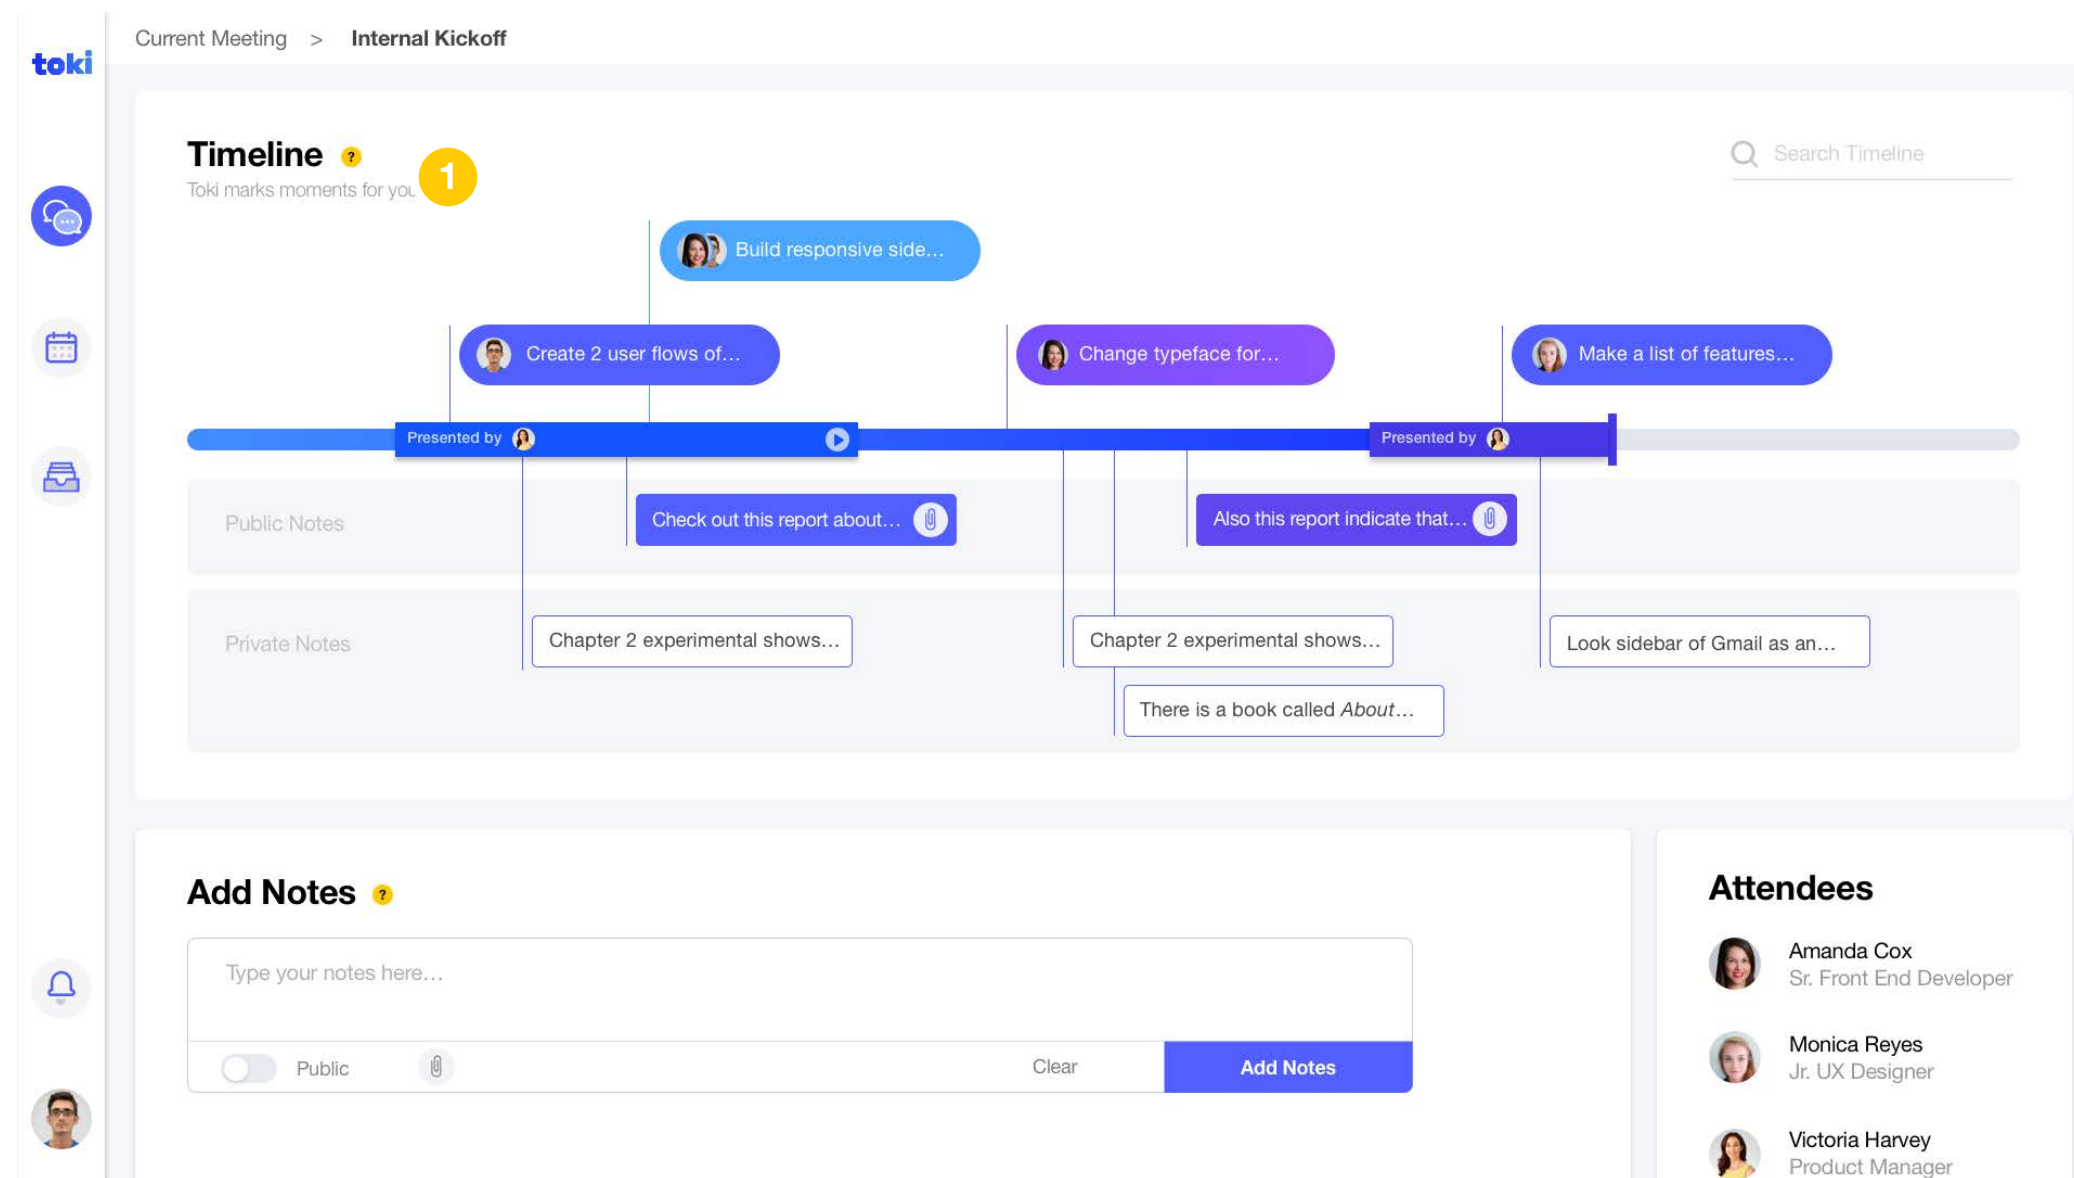 toki
Current Meeting > Internal Kickoff
Timeline ?
Toki marks moments for you
1
Search Timeline
Build responsive side...
Create 2 user flows of...
Change typeface for...
Make a list of features...
Presented by
Presented by
Public Notes
Check out this report about...
Also this report indicate that...
Private Notes
Chapter 2 experimental shows...
Chapter 2 experimental shows...
Look sidebar of Gmail as an...
There is a book called About...
Add Notes ?
Type your notes here...
Public
Clear
Add Notes
Attendees
Amanda Cox
Sr. Front End Developer
Monica Reyes
Jr. UX Designer
Victoria Harvey
Product Manager